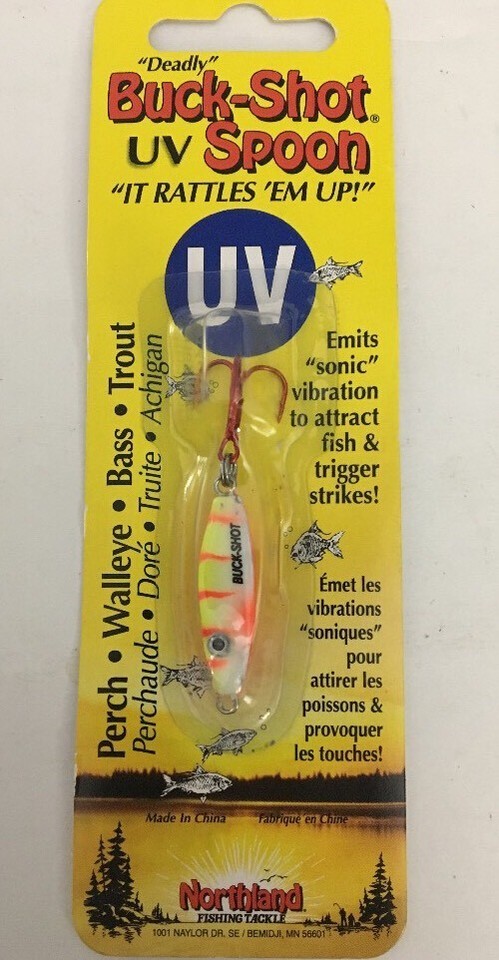 "Deadly"
Buck-Shot®
UV Spoon
"IT RATTLES 'EM UP!"
UV
Emits
"sonic"
vibration
to attract
fish &
trigger
strikes!
Perch • Walleye • Bass • Trout
Perchaude • Doré • Truite • Achigan
BUCK-SHOT
Émet les
vibrations
"soniques"
pour
attirer les
poissons &
provoquer
les touches!
Made In China Fabriqué en Chine
Northland
FISHING TACKLE
1001 NAYLOR DR. SE / BEMIDJI, MN 56601